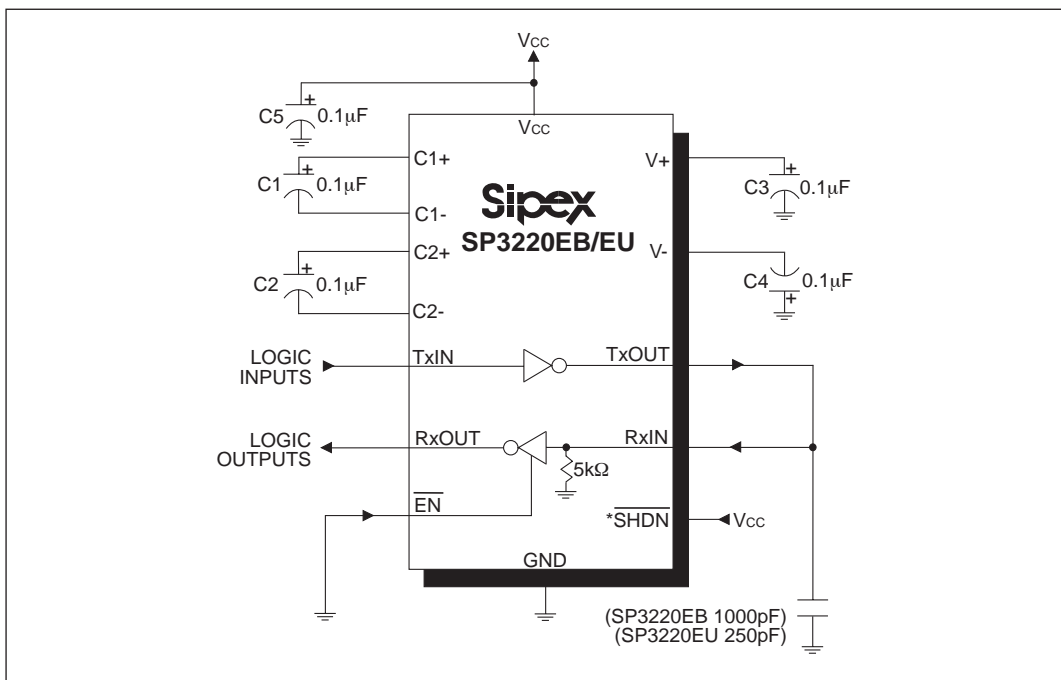 VCC
C5
+
0.1µF
VCC
C1+
C1
+
0.1µF
C1-
V+
C3
+
0.1µF
Sipex
SP3220EB/EU
C2+
C2
+
0.1µF
C2-
V-
C4
0.1µF
+
LOGIC
INPUTS
TxIN
TxOUT
LOGIC
OUTPUTS
RxOUT
RxIN
5kΩ
EN
*SHDN
VCC
GND
(SP3220EB 1000pF)
(SP3220EU 250pF)